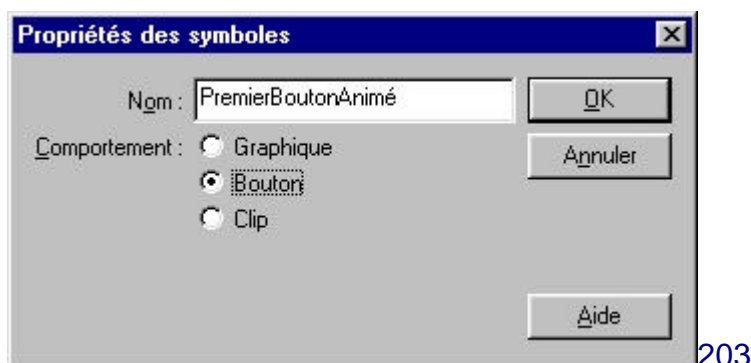 Propriétés des symboles
Nom : PremierBoutonAnimé OK
Comportement : Graphique Annuler
Bouton
Clip
Aide
203